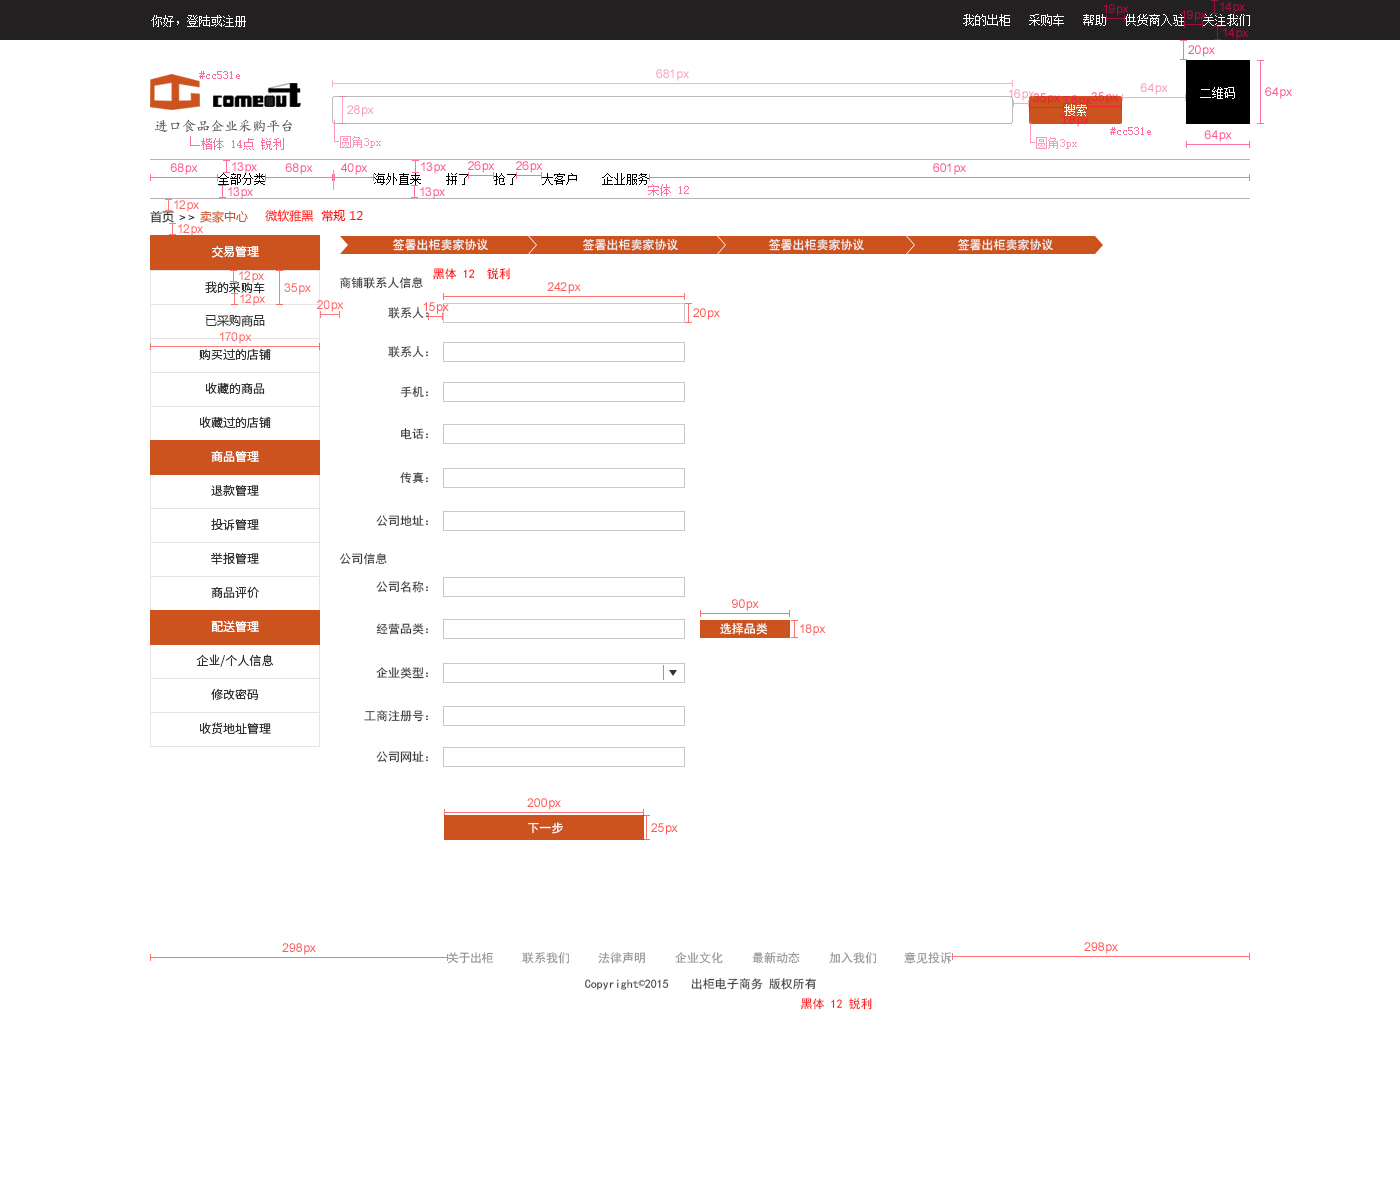 你好，登陆或注册
我的出柜 采购车 帮助 供货商入驻 关注我们
19px 19px 14px
14px
20px
#cc531e
comeout
进口食品企业采购平台
楷体 14点 锐利
681px
28px
圆角3px
16px 35px 35px
搜索
64px
#cc531e
圆角3px
二维码
64px
64px
68px 13px 68px 40px 13px 26px 26px 601px
全部分类 海外直来 拼了 抢了 大客户 企业服务
13px 13px 宋体 12
12px
首页 >> 卖家中心 微软雅黑 常规 12
12px
交易管理
12px
我的采购车 35px
12px
已采购商品
170px
购买过的店铺
收藏的商品
收藏过的店铺
商品管理
退款管理
投诉管理
举报管理
商品评价
配送管理
企业/个人信息
修改密码
收货地址管理
20px
签署出柜卖家协议 签署出柜卖家协议 签署出柜卖家协议 签署出柜卖家协议
黑体 12 锐利
商铺联系人信息
242px
15px
联系人： 20px
联系人：
手机：
电话：
传真：
公司地址：
公司信息
公司名称：
90px
经营品类： 选择品类 18px
企业类型：
工商注册号：
公司网址：
200px
下一步 25px
298px 298px
关于出柜 联系我们 法律声明 企业文化 最新动态 加入我们 意见投诉
Copyright©2015 出柜电子商务 版权所有
黑体 12 锐利